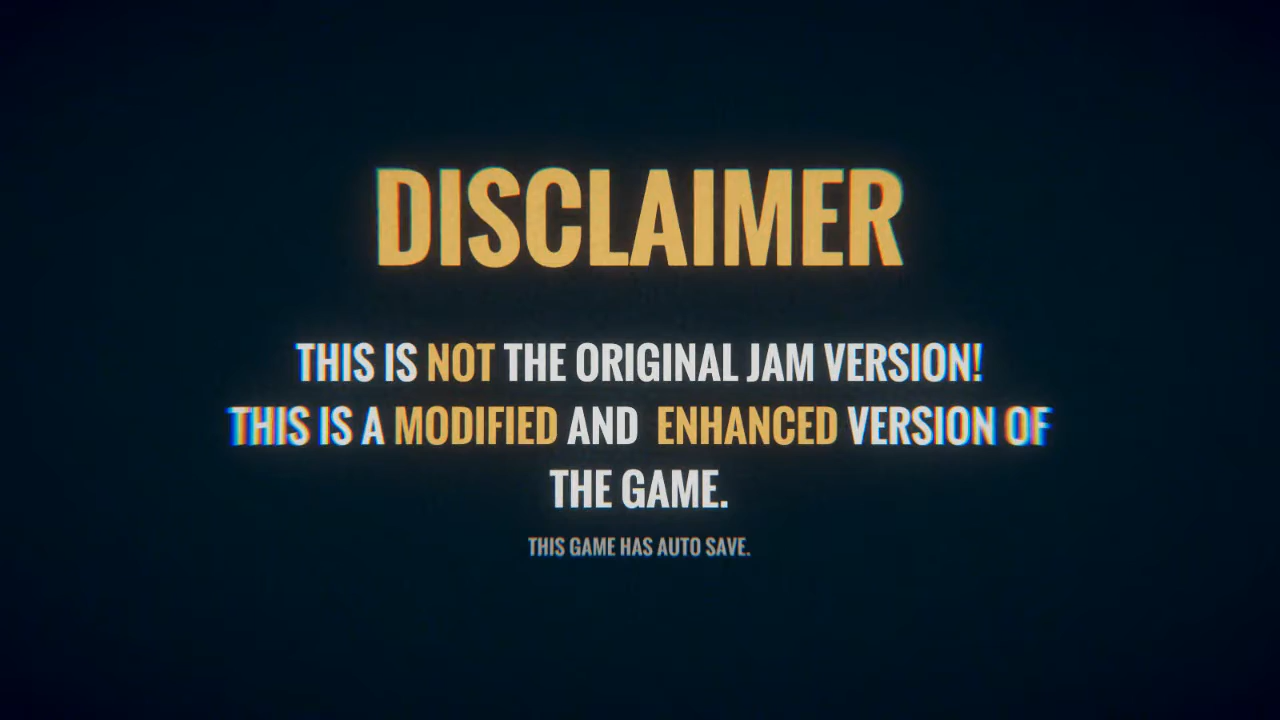 DISCLAIMER
THIS IS NOT THE ORIGINAL JAM VERSION!
THIS IS A MODIFIED AND ENHANCED VERSION OF
THE GAME.
THIS GAME HAS AUTO SAVE.